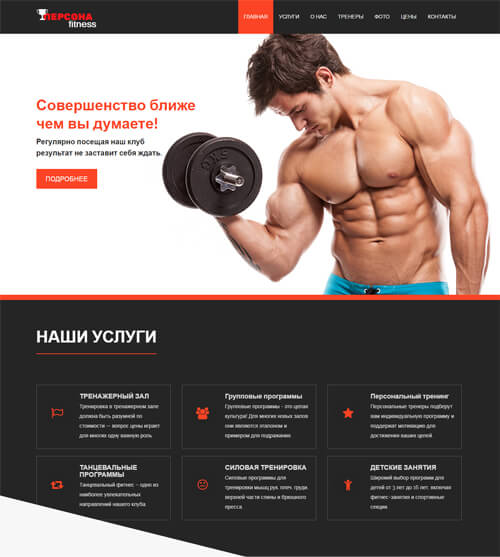 ПЕРСОНА
fitness
ГЛАВНАЯ УСЛУГИ О НАС ТРЕНЕРЫ ФОТО ЦЕНЫ КОНТАКТЫ
Совершенство ближе
чем вы думаете!
Регулярно посещая наш клуб
результат не заставит себя ждать.
ПОДРОБНЕЕ
НАШИ УСЛУГИ
ТРЕНАЖЕРНЫЙ ЗАЛ
Тренировка в тренажерном зале
должна быть разумной по
стоимости — вопрос цены играет
для многих одну важную роль
Групповые программы
Групповые программы - это целая
культура! Для многих новых залов
они являются эталоном и
примером для подражания
Персональный тренинг
Персональные тренеры подберут
вам индивидуальную программу и
поддержат мотивацию для
достижения ваших целей
ТАНЦЕВАЛЬНЫЕ
ПРОГРАММЫ
Танцевальный фитнес - одно из
наиболее увлекательных
направлений нашего клуба
СИЛОВАЯ ТРЕНИРОВКА
Силовые программы для
тренировки мышц рук, плеч, груди,
верхней части спины и брюшного
пресса
ДЕТСКИЕ ЗАНЯТИЯ
Широкий выбор программ для
детей от 3 лет до 16 лет, включая
фитнес-занятия и спортивные
секции